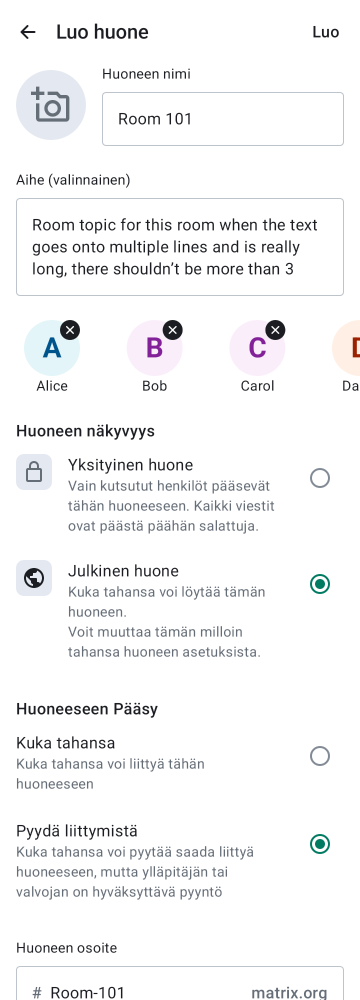 Luo huone
Luo
Huoneen nimi
Room 101
Aihe (valinnainen)
Room topic for this room when the text
goes onto multiple lines and is really
long, there shouldn’t be more than 3
A
B
C
Alice
Bob
Carol
Da
Huoneen näkyvyys
Yksityinen huone
Vain kutsutut henkilöt pääsevät
tähän huoneeseen. Kaikki viestit
ovat päästä päähän salattuja.
Julkinen huone
Kuka tahansa voi löytää tämän
huoneen.
Voit muuttaa tämän milloin
tahansa huoneen asetuksista.
Huoneeseen Pääsy
Kuka tahansa
Kuka tahansa voi liittyä tähän
huoneeseen
Pyydä liittymistä
Kuka tahansa voi pyytää saada liittyä
huoneeseen, mutta ylläpitäjän tai
valvojan on hyväksyttävä pyyntö
Huoneen osoite
# Room-101 matrix.org